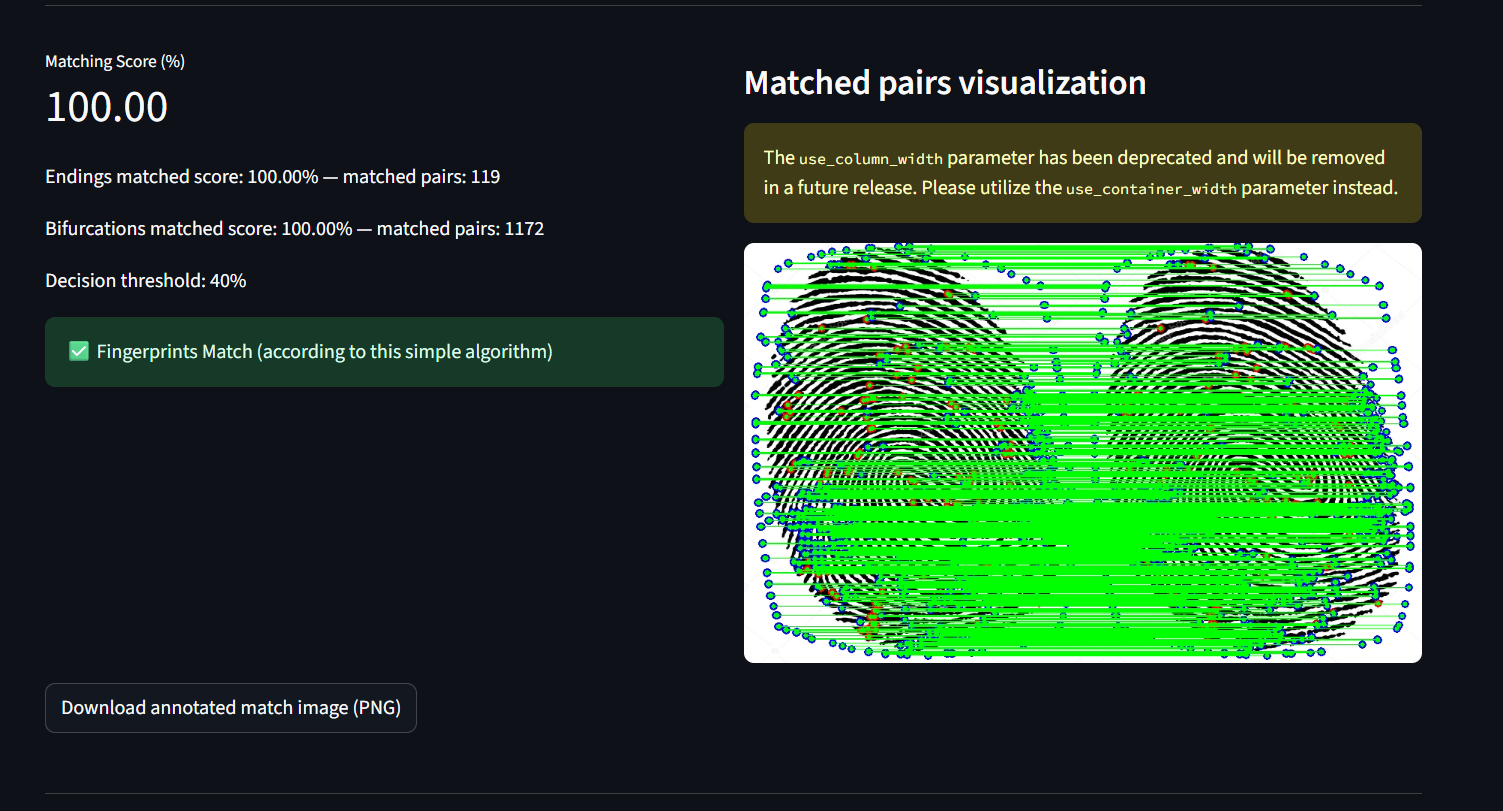 Matching Score (%)
100.00
Endings matched score: 100.00% — matched pairs: 119
Bifurcations matched score: 100.00% — matched pairs: 1172
Decision threshold: 40%
✅ Fingerprints Match (according to this simple algorithm)
Download annotated match image (PNG)
Matched pairs visualization
The use_column_width parameter has been deprecated and will be removed
in a future release. Please utilize the use_container_width parameter instead.